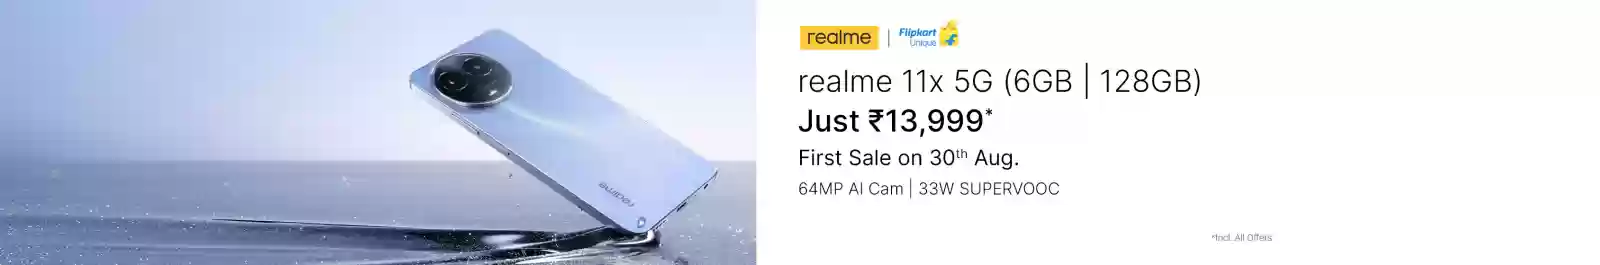 realme
realme | Flipkart
Unique
realme 11x 5G (6GB | 128GB)
Just ₹13,999*
First Sale on 30th Aug.
64MP AI Cam | 33W SUPERVOOC
*Incl. All Offers